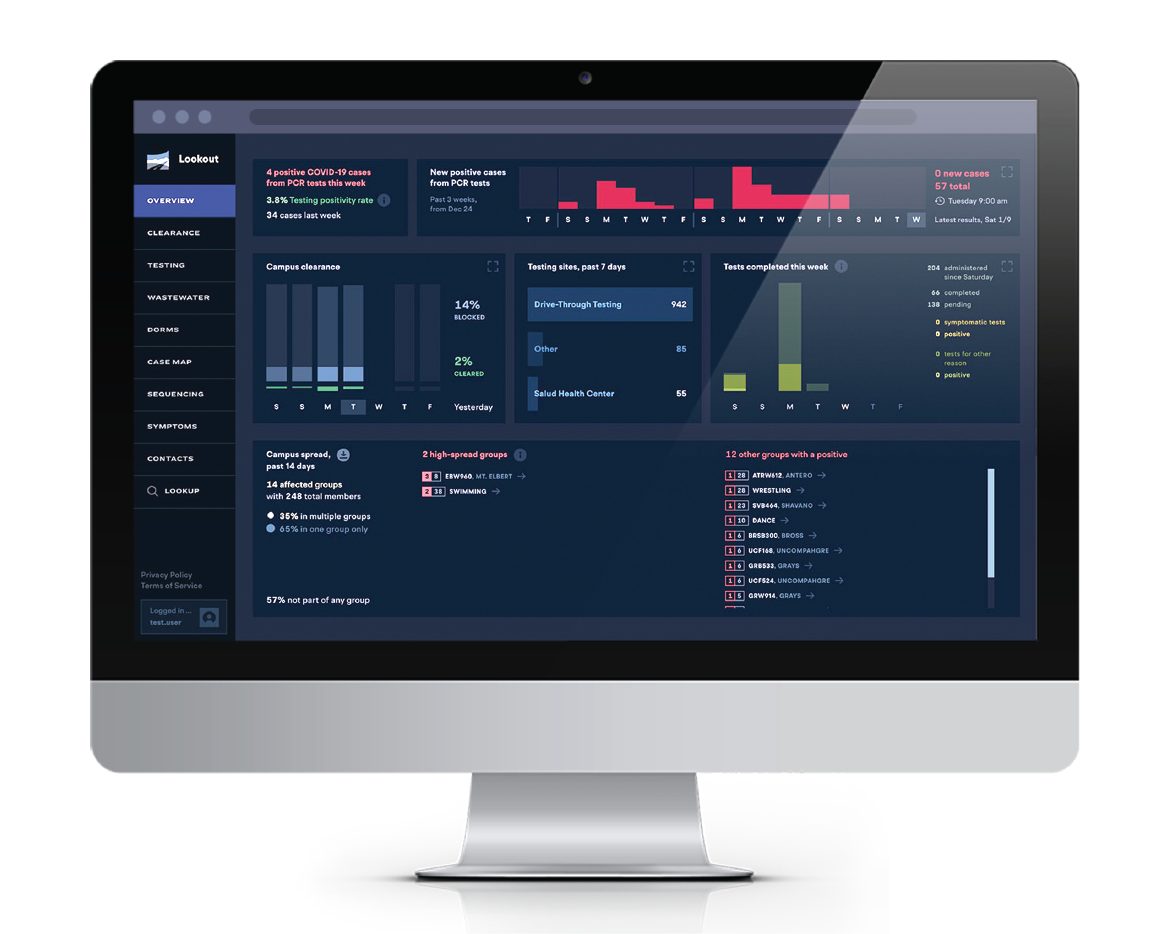 Lookout
OVERVIEW
CLEARANCE
TESTING
WASTEWATER
DORMS
CASE MAP
SEQUENCING
SYMPTOMS
CONTACTS
LOOKUP
Privacy Policy
Terms of Service
Logged in ...
test.user
4 positive COVID-19 cases
from PCR tests this week
3.8% Testing positivity rate i
34 cases last week
New positive cases
from PCR tests
Past 3 weeks,
from Dec 24
T F S S M T W T F S S M T W T F S S M T W
0 new cases
57 total
Tuesday 9:00 am
Latest results, Sat 1/9
Campus clearance
14%
BLOCKED
2%
CLEARED
S S M T W T F Yesterday
Testing sites, past 7 days
Drive-Through Testing 942
Other 85
Salud Health Center 55
Tests completed this week i
S S M T W T F
204 administered
since Saturday
66 completed
138 pending
0 symptomatic tests
0 positive
0 tests for other
reason
0 positive
Campus spread,
past 14 days
14 affected groups
with 248 total members
35% in multiple groups
65% in one group only
57% not part of any group
2 high-spread groups i
3 8 EBW960, MT. ELBERT →
2 38 SWIMMING →
12 other groups with a positive
1 28 ATRW612, ANTERO →
1 28 WRESTLING →
1 23 SVB464, SHAVANO →
1 10 DANCE →
1 6 BRSB300, BROSS →
1 6 UCF168, UNCOMPAHGRE →
1 6 GRB533, GRAYS →
1 6 UCF524, UNCOMPAHGRE →
1 5 GRW914, GRAYS →